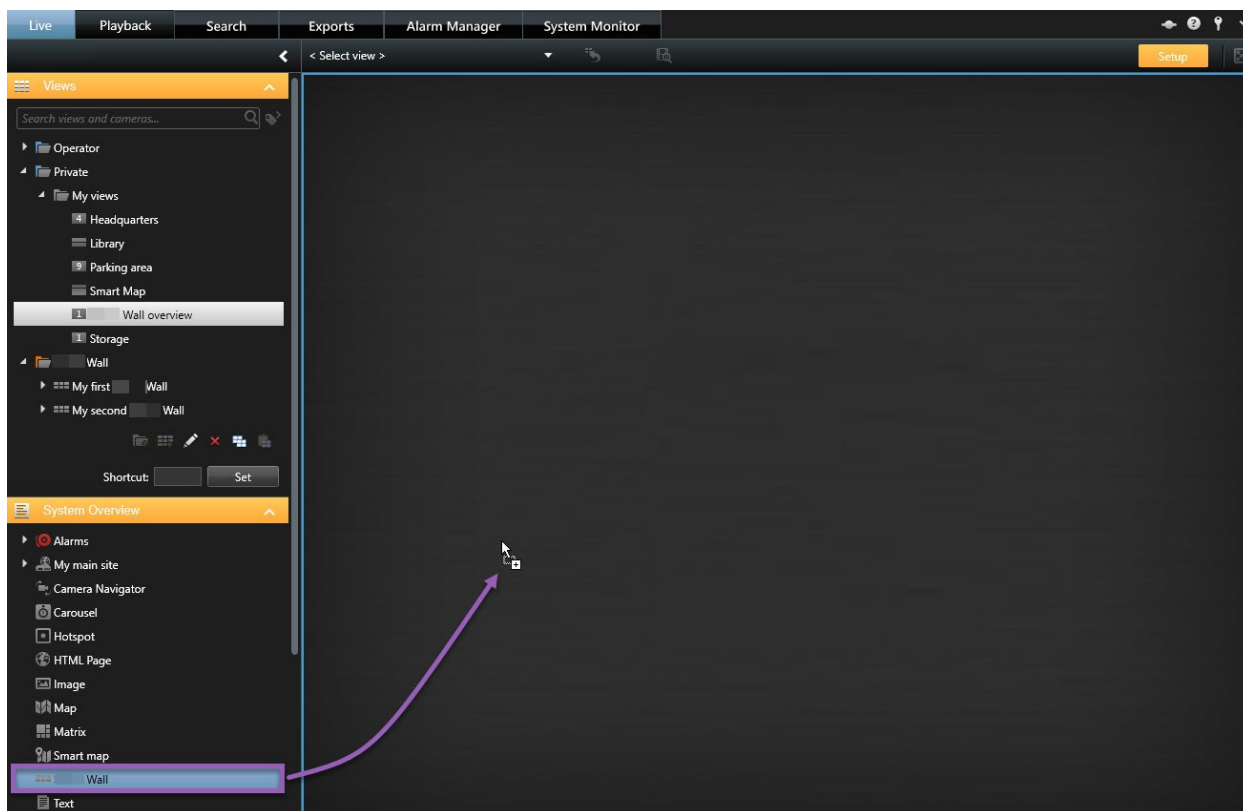 Live Playback Search Exports Alarm Manager System Monitor
< Select view > Setup
Views
Search views and cameras...
Operator
Private
My views
4 Headquarters
Library
9 Parking area
Smart Map
1 Wall overview
1 Storage
Wall
My first Wall
My second Wall
Shortcut: Set
System Overview
Alarms
My main site
Camera Navigator
Carousel
Hotspot
HTML Page
Image
Map
Matrix
Smart map
Wall
Text